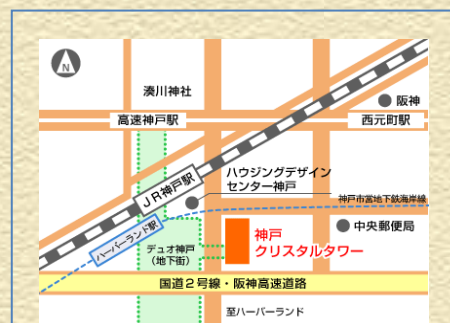 N
湊川神社
阪神
高速神戸駅
西元町駅
ハウジングデザイン
センター神戸
JR神戸駅
神戸市営地下鉄海岸線
ハーバーランド駅
中央郵便局
神戸
クリスタルタワー
デュオ神戸
(地下街)
国道2号線・阪神高速道路
至ハーバーランド